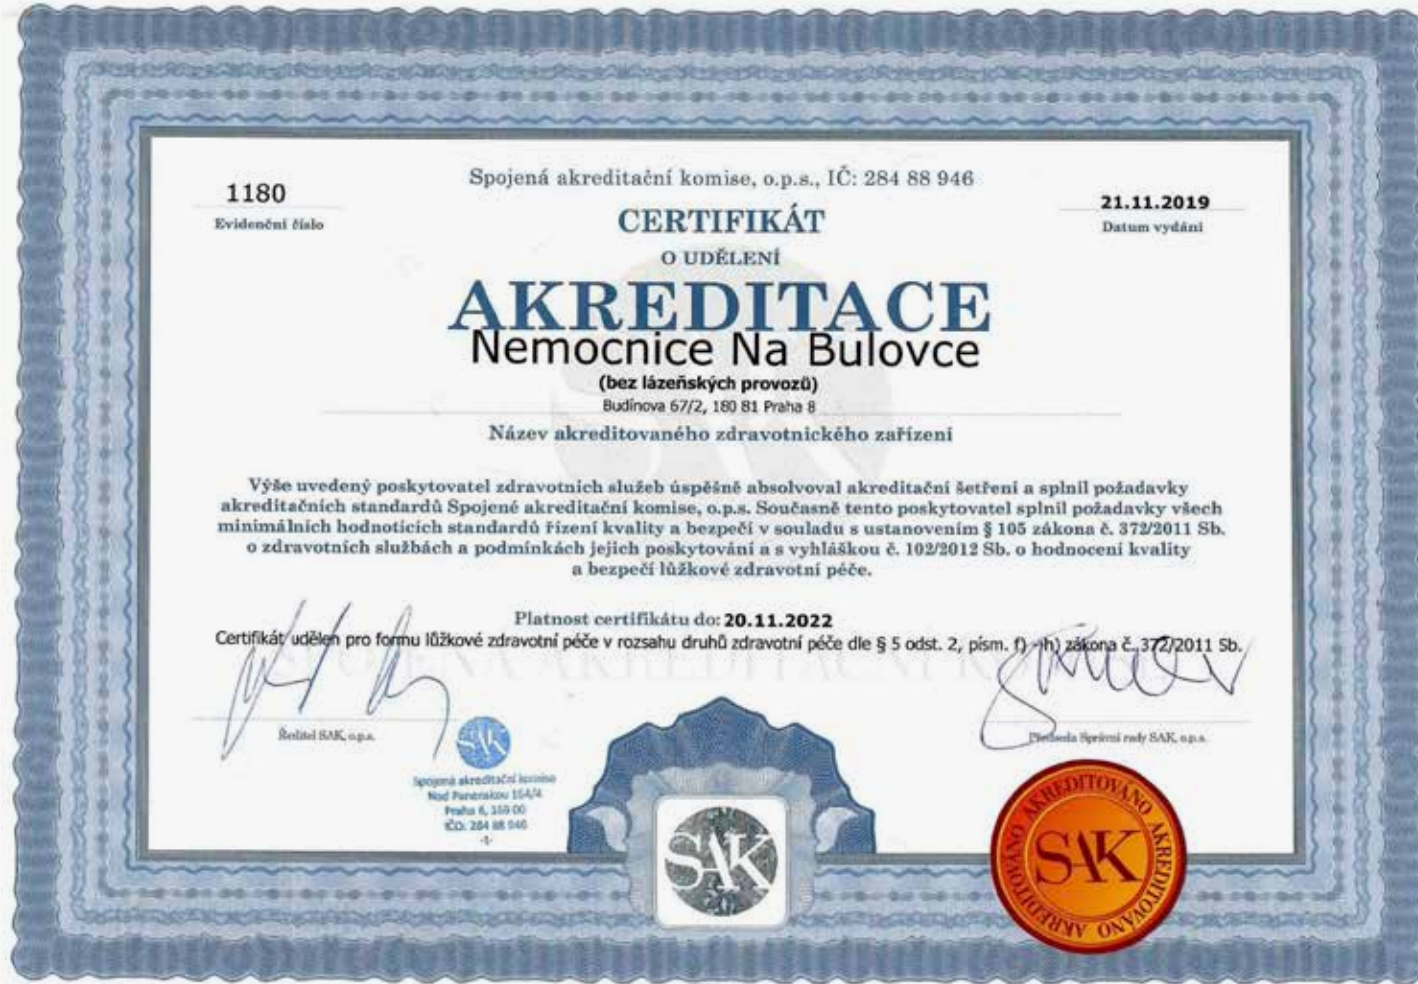 1180
Evidenční číslo
Spojená akreditační komise, o.p.s., IČ: 284 88 946
21.11.2019
Datum vydání
CERTIFIKÁT
O UDĚLENÍ
AKREDITACE
Nemocnice Na Bulovce
(bez lázeňských provozů)
Budínova 67/2, 180 81 Praha 8
Název akreditovaného zdravotnického zařízení
Výše uvedený poskytovatel zdravotních služeb úspěšně absolvoval akreditační šetření a splnil požadavky
akreditačních standardů Spojené akreditační komise, o.p.s. Současně tento poskytovatel splnil požadavky všech
minimálních hodnotících standardů řízení kvality a bezpečí v souladu s ustanovením § 105 zákona č. 372/2011 Sb.
o zdravotních službách a podmínkách jejich poskytování a s vyhláškou č. 102/2012 Sb. o hodnocení kvality
a bezpečí lůžkové zdravotní péče.
Platnost certifikátu do: 20.11.2022
Certifikát udělen pro formu lůžkové zdravotní péče v rozsahu druhů zdravotní péče dle § 5 odst. 2, písm. f) -h) zákona č. 372/2011 Sb.
Ředitel SAK, o.p.s.
Předseda Správní rady SAK, o.p.s.
SAK
Spojená akreditační komise
Nad Panenskou 164/4
Praha 6, 169 00
IČO: 284 88 946
-1-
SAK
AKREDITOVÁNO AKREDITOVÁNO AKREDITOVÁNO
SAK